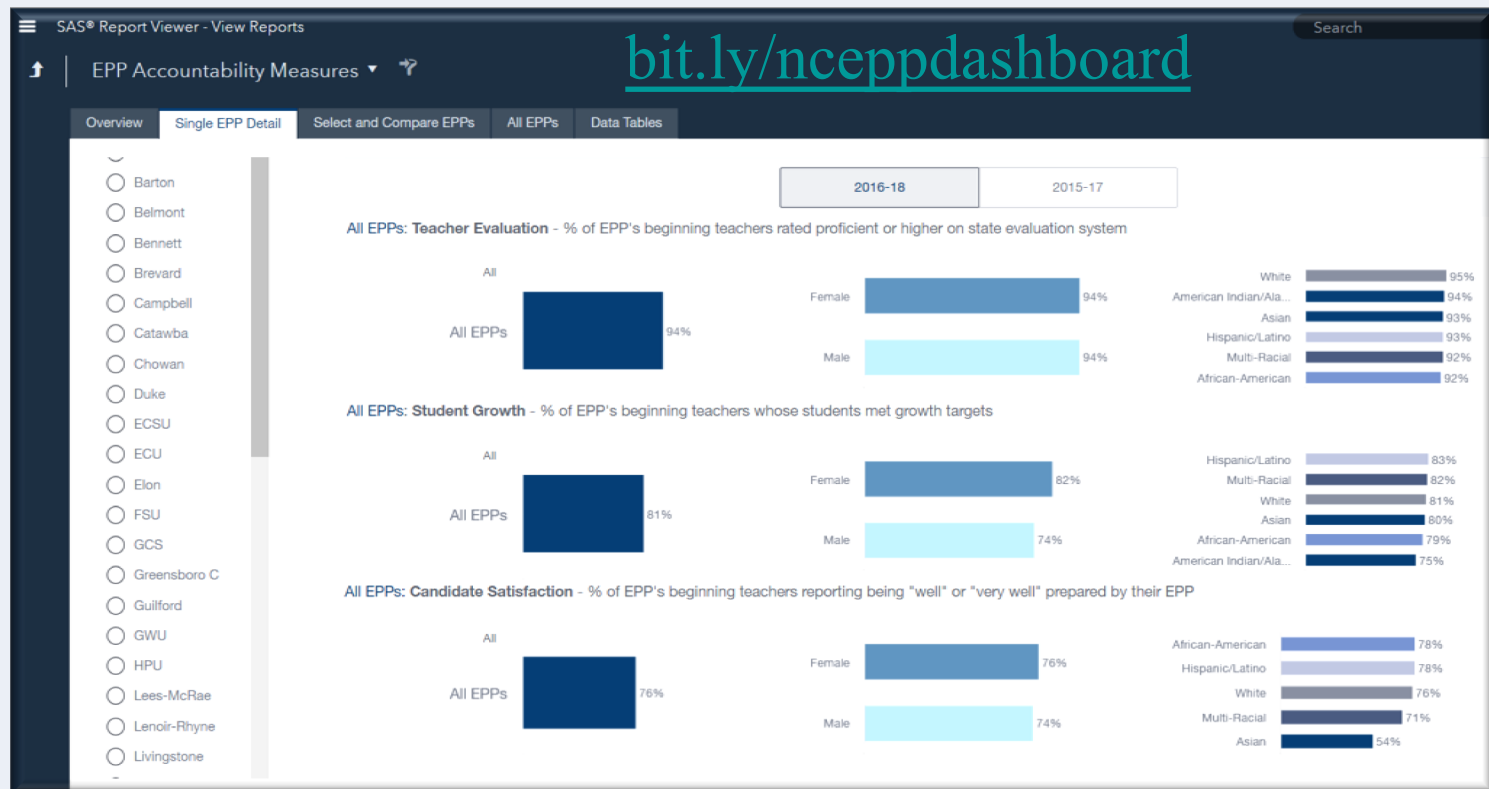 SAS® Report Viewer - View Reports
Search
bit.ly/nceppdashboard
EPP Accountability Measures
Overview
Single EPP Detail
Select and Compare EPPs
All EPPs
Data Tables
Barton
Belmont
Bennett
Brevard
Campbell
Catawba
Chowan
Duke
ECSU
ECU
Elon
FSU
GCS
Greensboro C
Guilford
GWU
HPU
Lees-McRae
Lenoir-Rhyne
Livingstone
2016-18
2015-17
All EPPs: Teacher Evaluation - % of EPP's beginning teachers rated proficient or higher on state evaluation system
All
All EPPs
94%
Female
94%
Male
94%
White 95%
American Indian/Ala... 94%
Asian 93%
Hispanic/Latino 93%
Multi-Racial 92%
African-American 92%
All EPPs: Student Growth - % of EPP's beginning teachers whose students met growth targets
All
All EPPs
81%
Female
82%
Male
74%
Hispanic/Latino 83%
Multi-Racial 82%
White 81%
Asian 80%
African-American 79%
American Indian/Ala... 75%
All EPPs: Candidate Satisfaction - % of EPP's beginning teachers reporting being "well" or "very well" prepared by their EPP
All
All EPPs
76%
Female
76%
Male
74%
African-American 78%
Hispanic/Latino 78%
White 76%
Multi-Racial 71%
Asian 54%